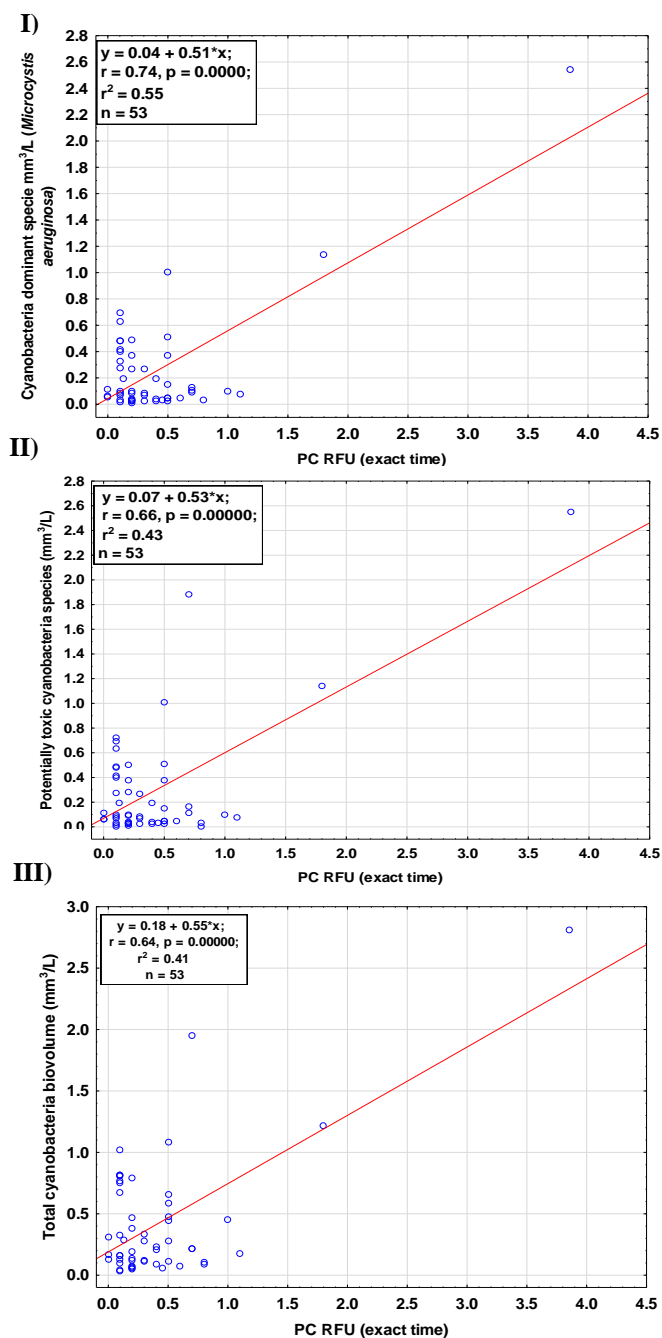 I)
y = 0.04 + 0.51*x;
r = 0.74, p = 0.0000;
r² = 0.55
n = 53
Cyanobacteria dominant specie mm³/L (Microcystis
aeruginosa)
2.8
2.6
2.4
2.2
2.0
1.8
1.6
1.4
1.2
1.0
0.8
0.6
0.4
0.2
0.0
0.0 0.5 1.0 1.5 2.0 2.5 3.0 3.5 4.0 4.5
PC RFU (exact time)
II)
y = 0.07 + 0.53*x;
r = 0.66, p = 0.00000;
r² = 0.43
n = 53
Potentially toxic cyanobacteria species (mm³/L)
2.8
2.6
2.4
2.2
2.0
1.8
1.6
1.4
1.2
1.0
0.8
0.6
0.4
0.2
0.0
0.0 0.5 1.0 1.5 2.0 2.5 3.0 3.5 4.0 4.5
PC RFU (exact time)
III)
y = 0.18 + 0.55*x;
r = 0.64, p = 0.00000;
r² = 0.41
n = 53
Total cyanobacteria biovolume (mm³/L)
3.0
2.5
2.0
1.5
1.0
0.5
0.0
0.0 0.5 1.0 1.5 2.0 2.5 3.0 3.5 4.0 4.5
PC RFU (exact time)